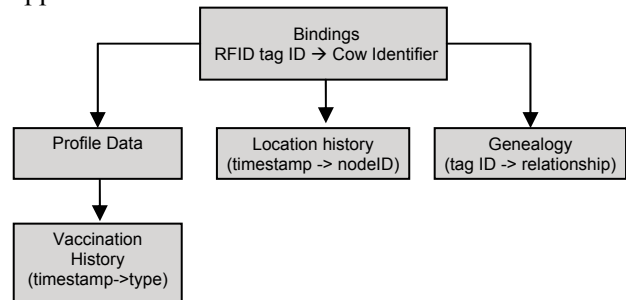 Bindings
RFID tag ID → Cow Identifier
Profile Data
Location history
(timestamp -> nodeID)
Genealogy
(tag ID -> relationship)
Vaccination
History
(timestamp->type)